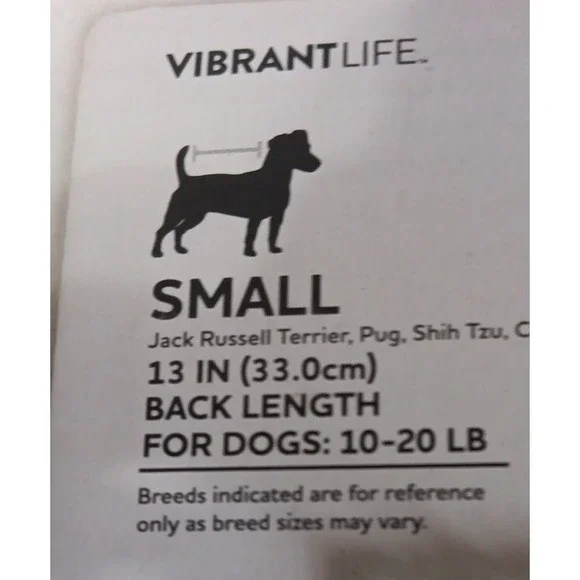 VIBRANTLIFE™
SMALL
Jack Russell Terrier, Pug, Shih Tzu, C
13 IN (33.0cm)
BACK LENGTH
FOR DOGS: 10-20 LB
Breeds indicated are for reference
only as breed sizes may vary.